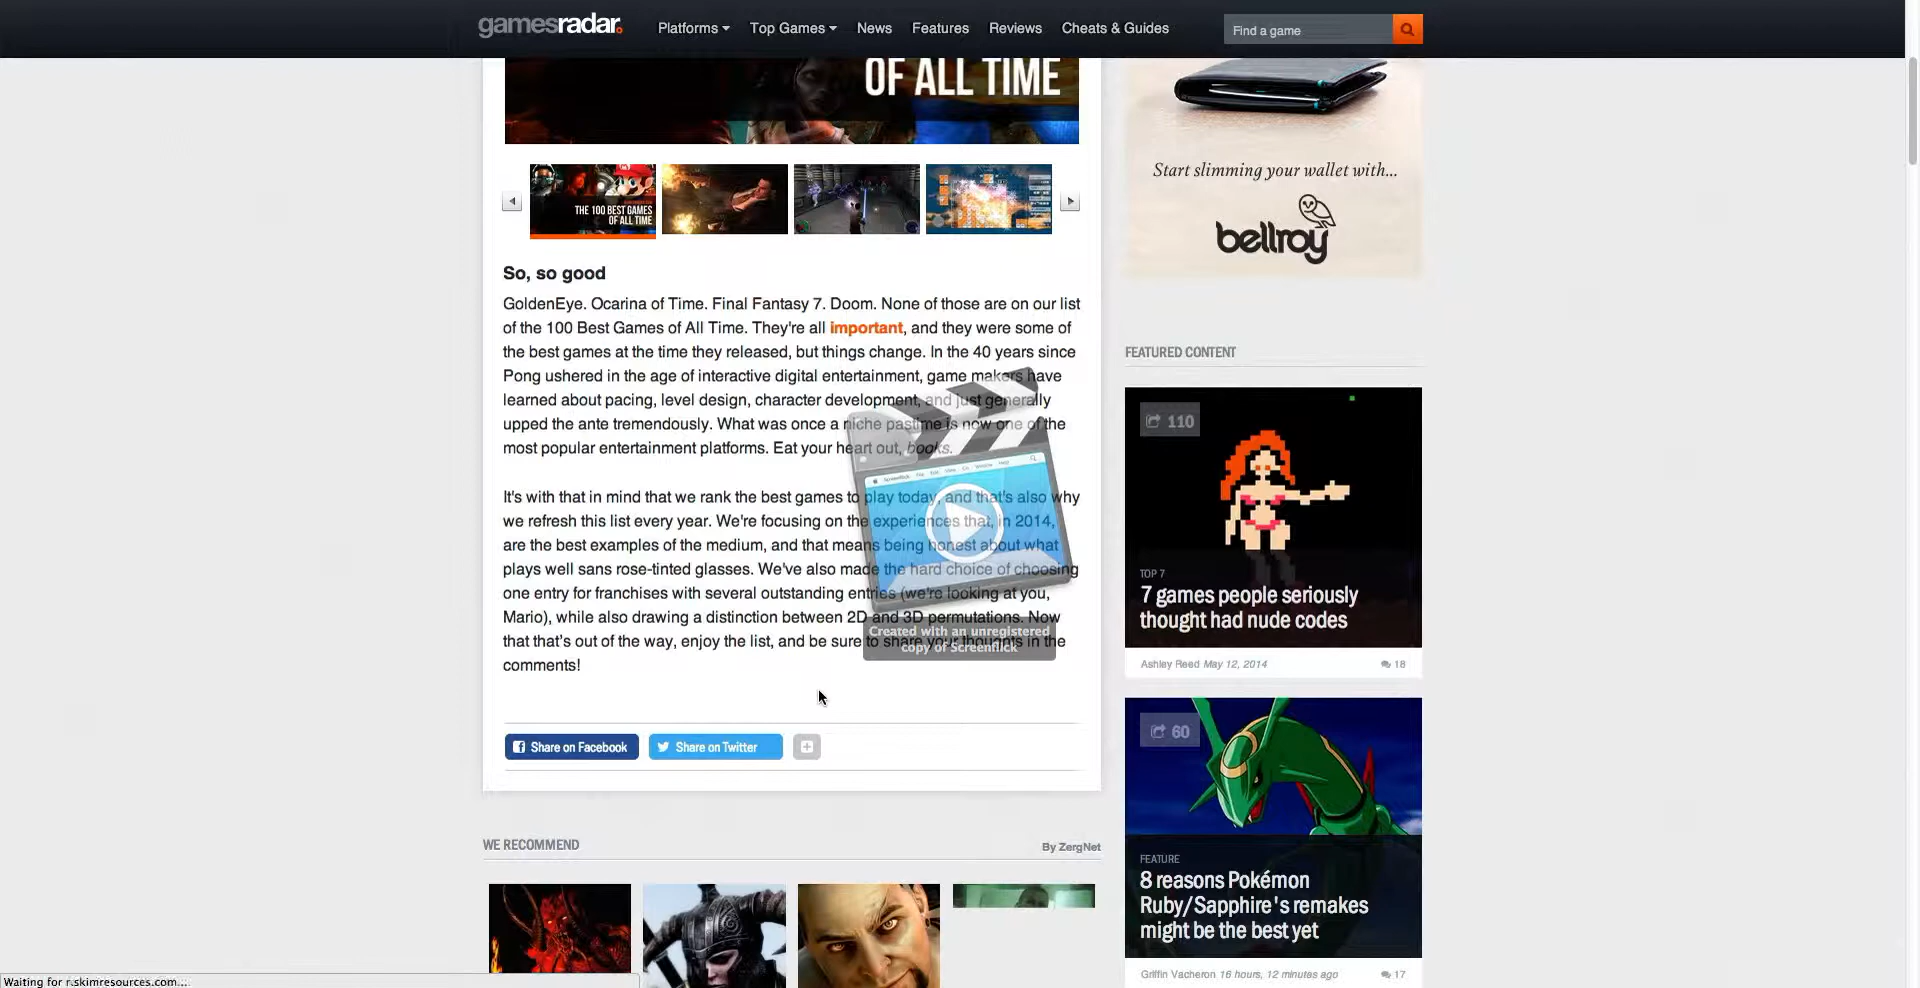 gamesradar.
Platforms
Top Games
News
Features
Reviews
Cheats & Guides
Find a game
OF ALL TIME
THE 100 BEST GAMES
OF ALL TIME
So, so good
GoldenEye. Ocarina of Time. Final Fantasy 7. Doom. None of those are on our list
of the 100 Best Games of All Time. They're all important, and they were some of
the best games at the time they released, but things change. In the 40 years since
Pong ushered in the age of interactive digital entertainment, game makers have
learned about pacing, level design, character development, and just generally
upped the ante tremendously. What was once a niche pastime is now one of the
most popular entertainment platforms. Eat your heart out, books.
It's with that in mind that we rank the best games to play today, and that's also why
we refresh this list every year. We're focusing on the experiences that, in 2014,
are the best examples of the medium, and that means being honest about what
plays well sans rose-tinted glasses. We've also made the hard choice of choosing
one entry for franchises with several outstanding entries (we're looking at you,
Mario), while also drawing a distinction between 2D and 3D permutations. Now
that that's out of the way, enjoy the list, and be sure to share your thoughts in the
comments!
Created with an unregistered
copy of Screenflick
Share on Facebook
Share on Twitter
WE RECOMMEND
By ZergNet
Start slimming your wallet with...
bellroy
FEATURED CONTENT
110
TOP 7
7 games people seriously
thought had nude codes
Ashley Reed May 12, 2014
18
60
FEATURE
8 reasons Pokémon
Ruby/Sapphire's remakes
might be the best yet
Griffin Vacheron 16 hours, 12 minutes ago
17
Waiting for r.skimresources.com...